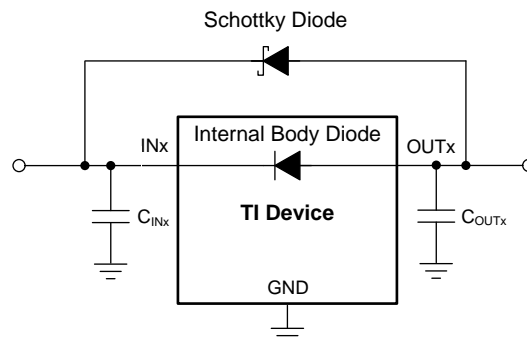 Schottky Diode
Internal Body Diode
INx
OUTx
TI Device
CINx
COUTx
GND